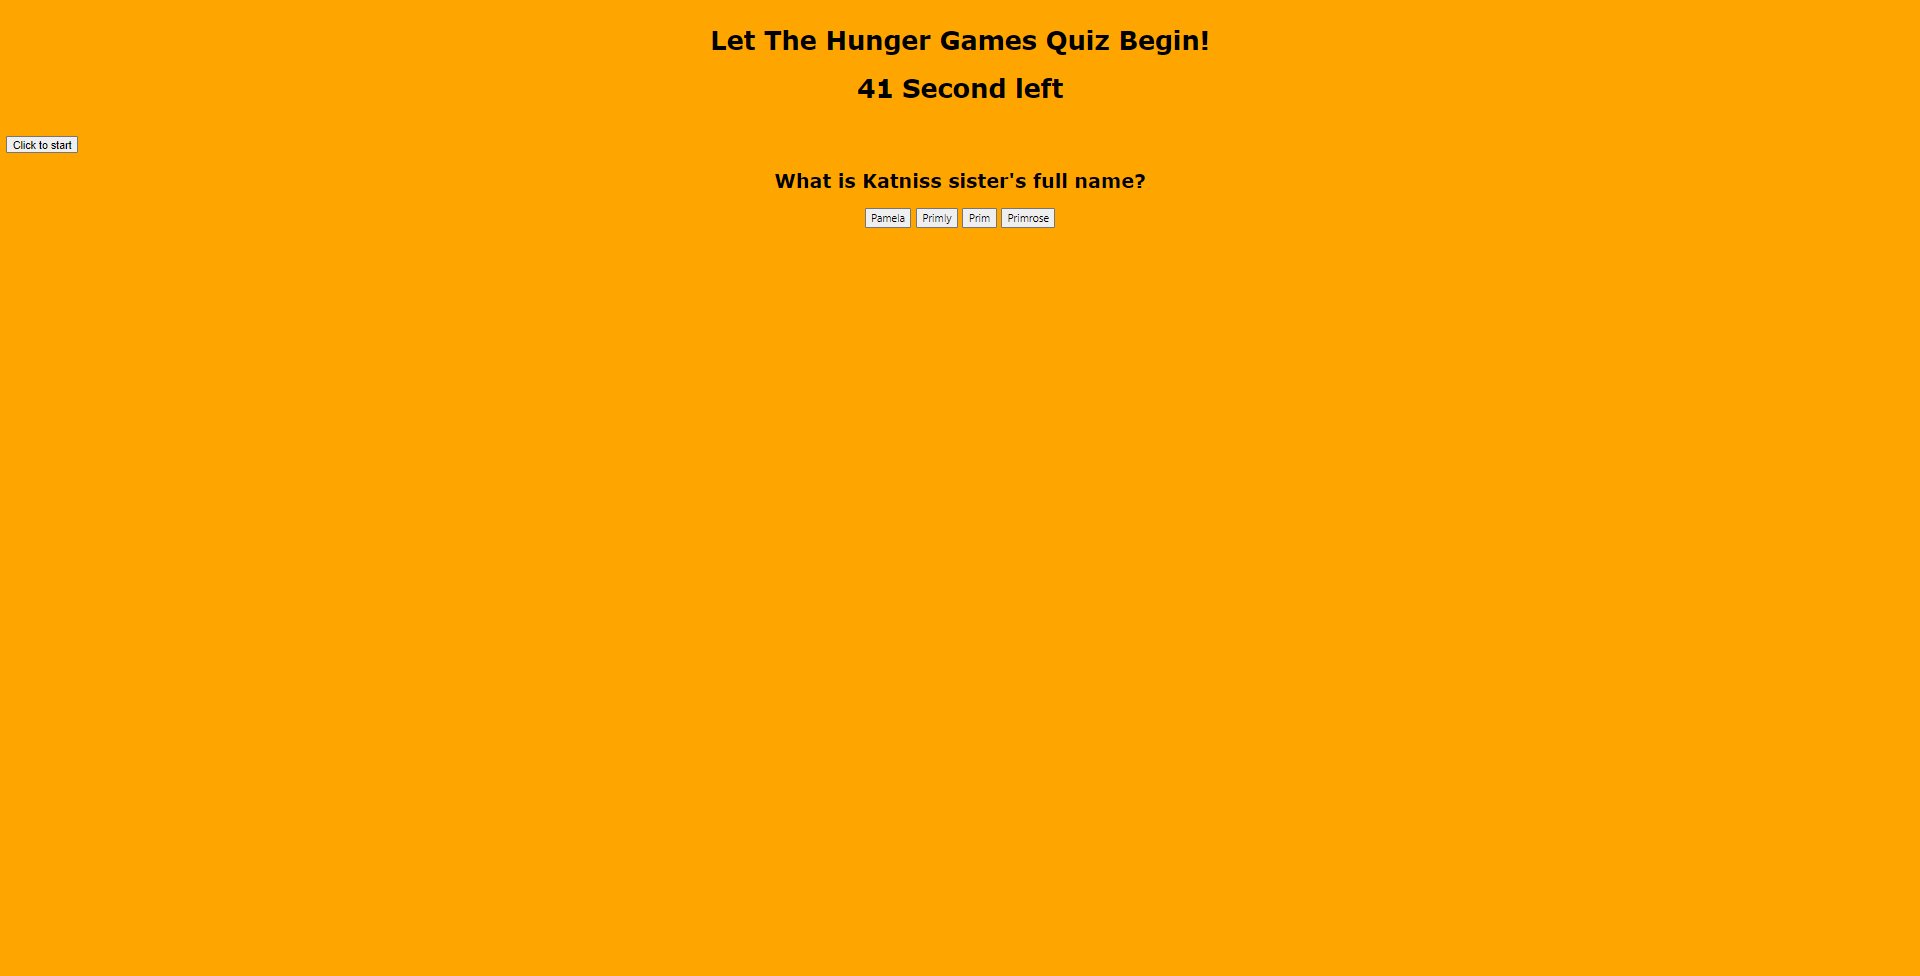 Let The Hunger Games Quiz Begin!
41 Second left
Click to start
What is Katniss sister's full name?
Pamela Primly Prim Primrose